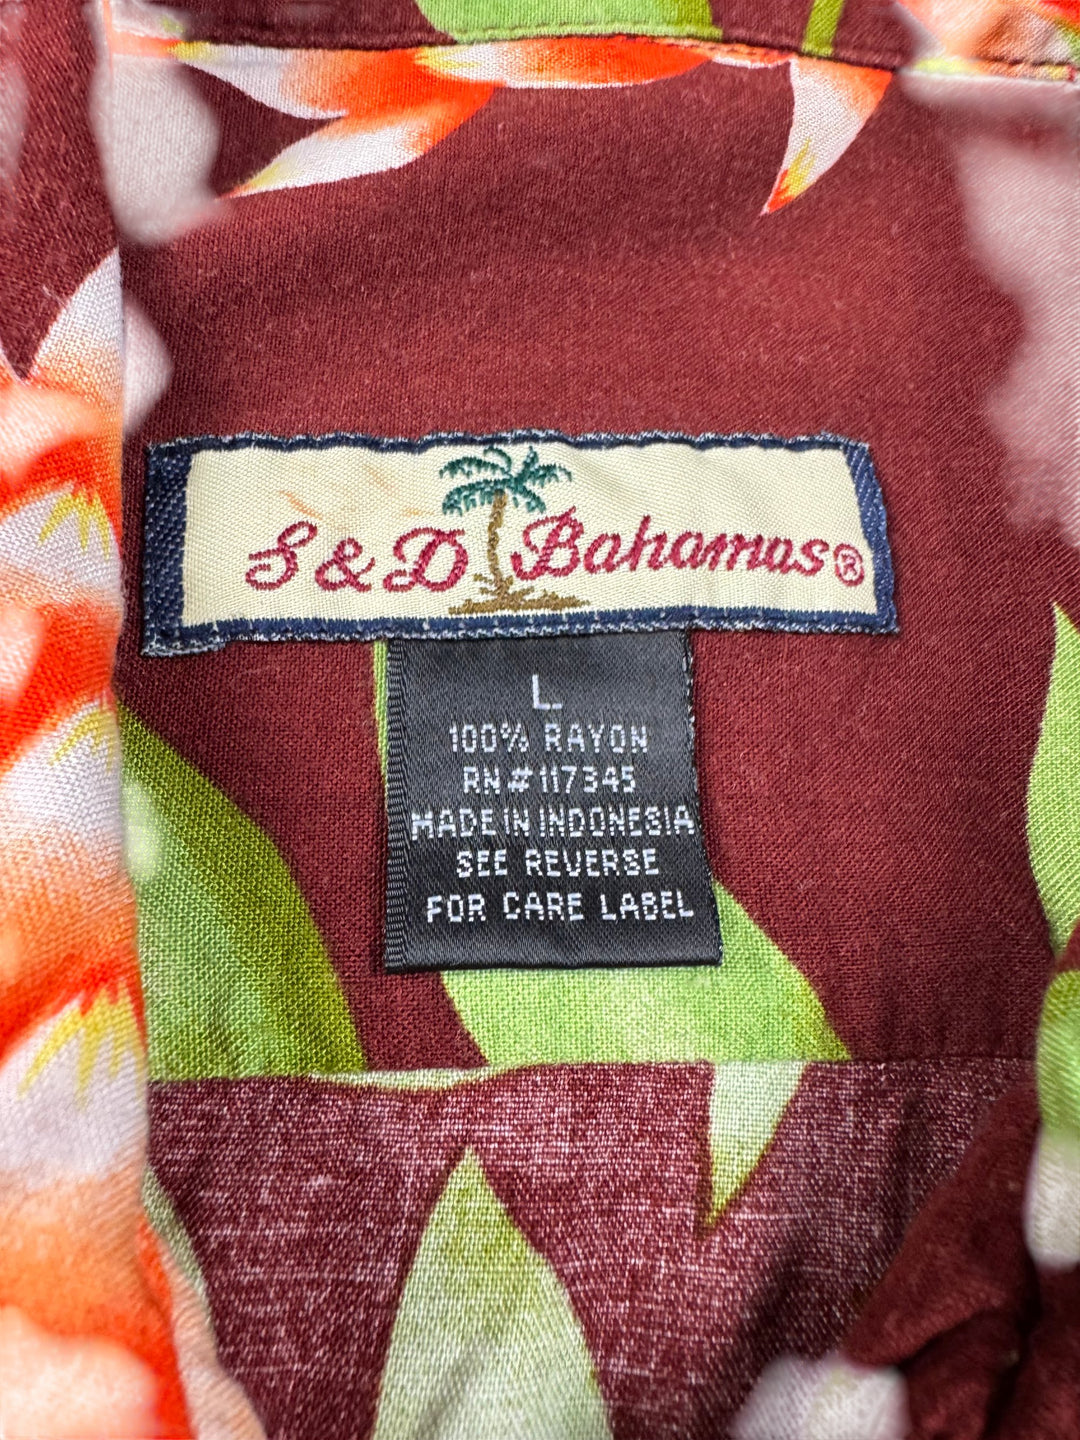 S & D Bahamas®
L
100% RAYON
RN # 117345
MADE IN INDONESIA
SEE REVERSE
FOR CARE LABEL